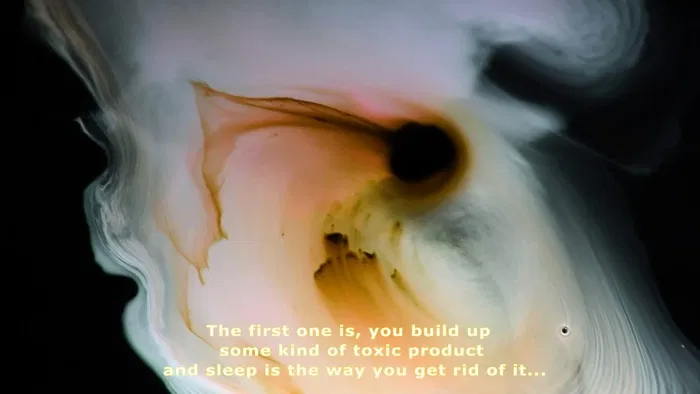 The first one is, you build up
some kind of toxic product
and sleep is the way you get rid of it...